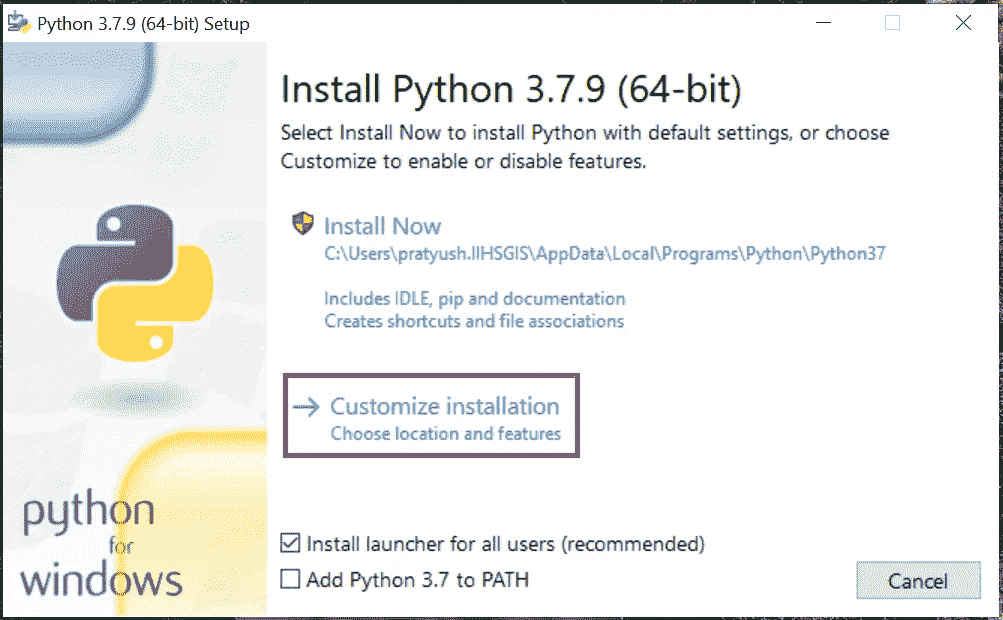 Python 3.7.9 (64-bit) Setup
Install Python 3.7.9 (64-bit)
Select Install Now to install Python with default settings, or choose
Customize to enable or disable features.
Install Now
C:\Users\pratyush.IIHSGIS\AppData\Local\Programs\Python\Python37
Includes IDLE, pip and documentation
Creates shortcuts and file associations
Customize installation
Choose location and features
python
for
windows
Install launcher for all users (recommended)
Add Python 3.7 to PATH
Cancel